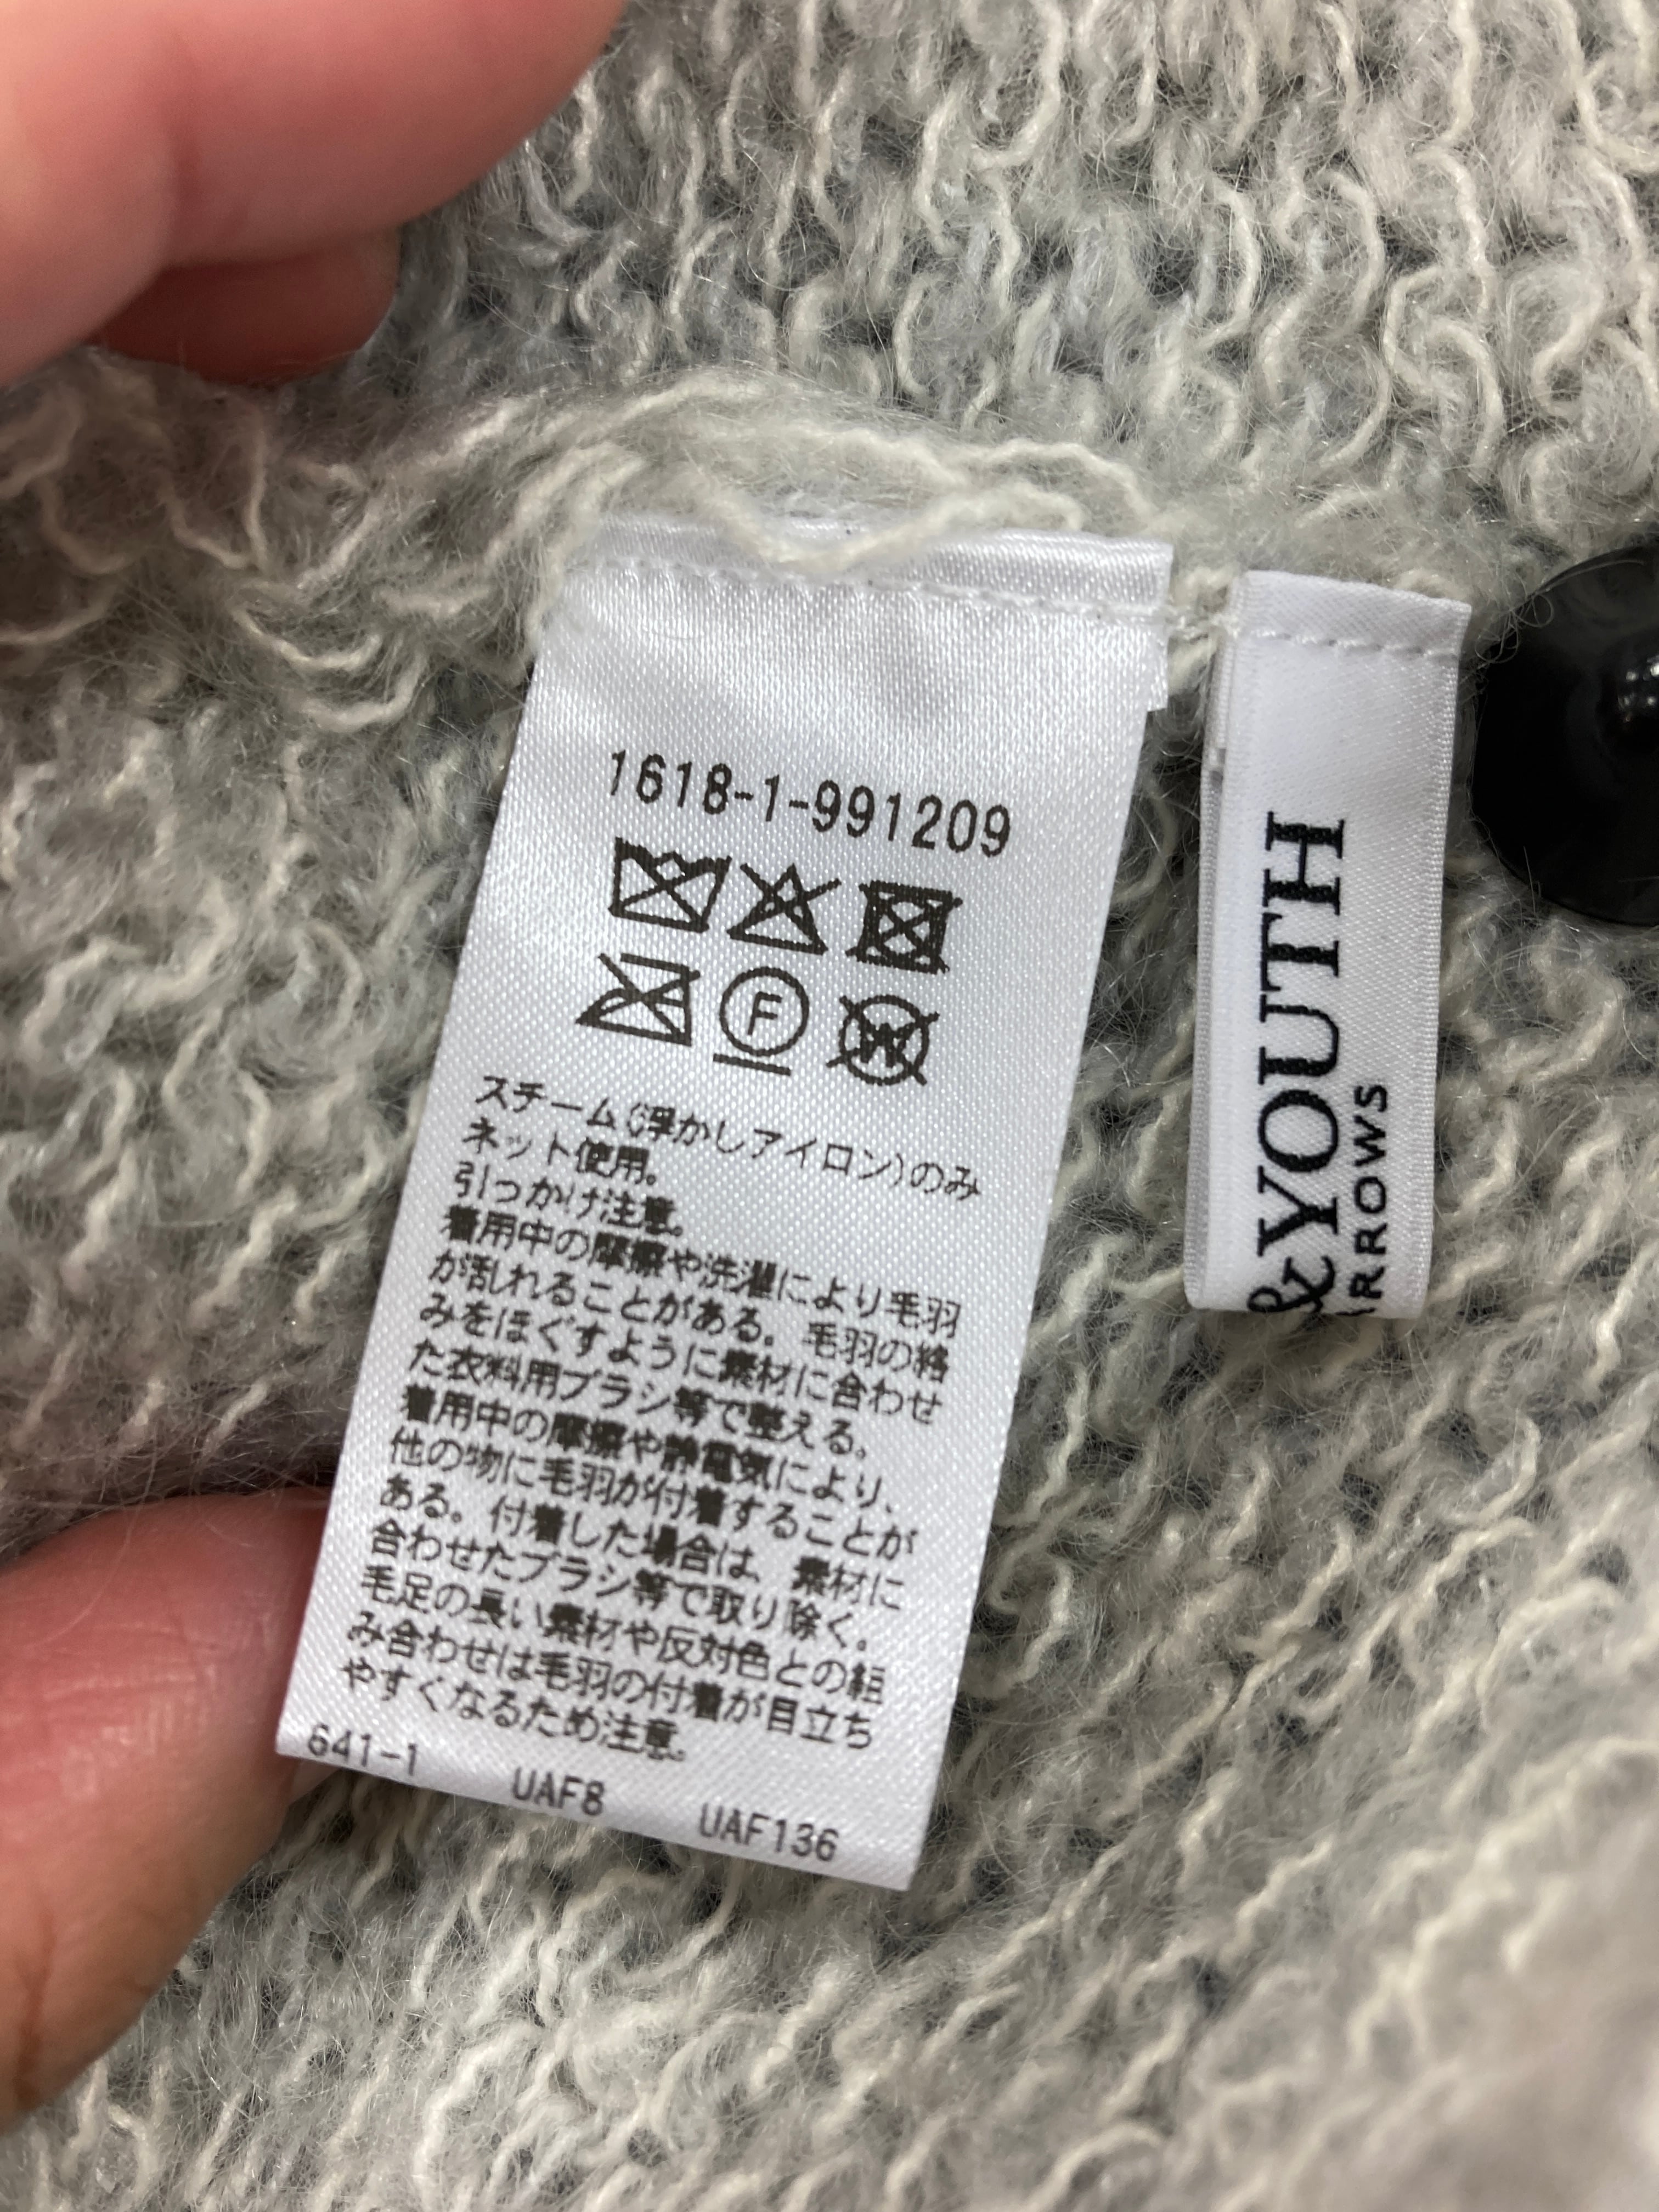 1618-1-991209
F
W
スチーム(浮かしアイロン)のみ
ネット使用。
引っかけ注意。
着用中の摩擦や洗濯により毛羽
が乱れることがある。毛羽の絡
みをほぐすように素材に合わせ
た衣料用ブラシ等で整える。
着用中の摩擦や静電気により、
他の物に毛羽が付着することが
ある。付着した場合は、素材に
合わせたブラシ等で取り除く。
毛足の長い素材や反対色との組
み合わせは毛羽の付着が目立ち
やすくなるため注意。
641-1 UAF8 UAF136
&YOUTH
RROWS